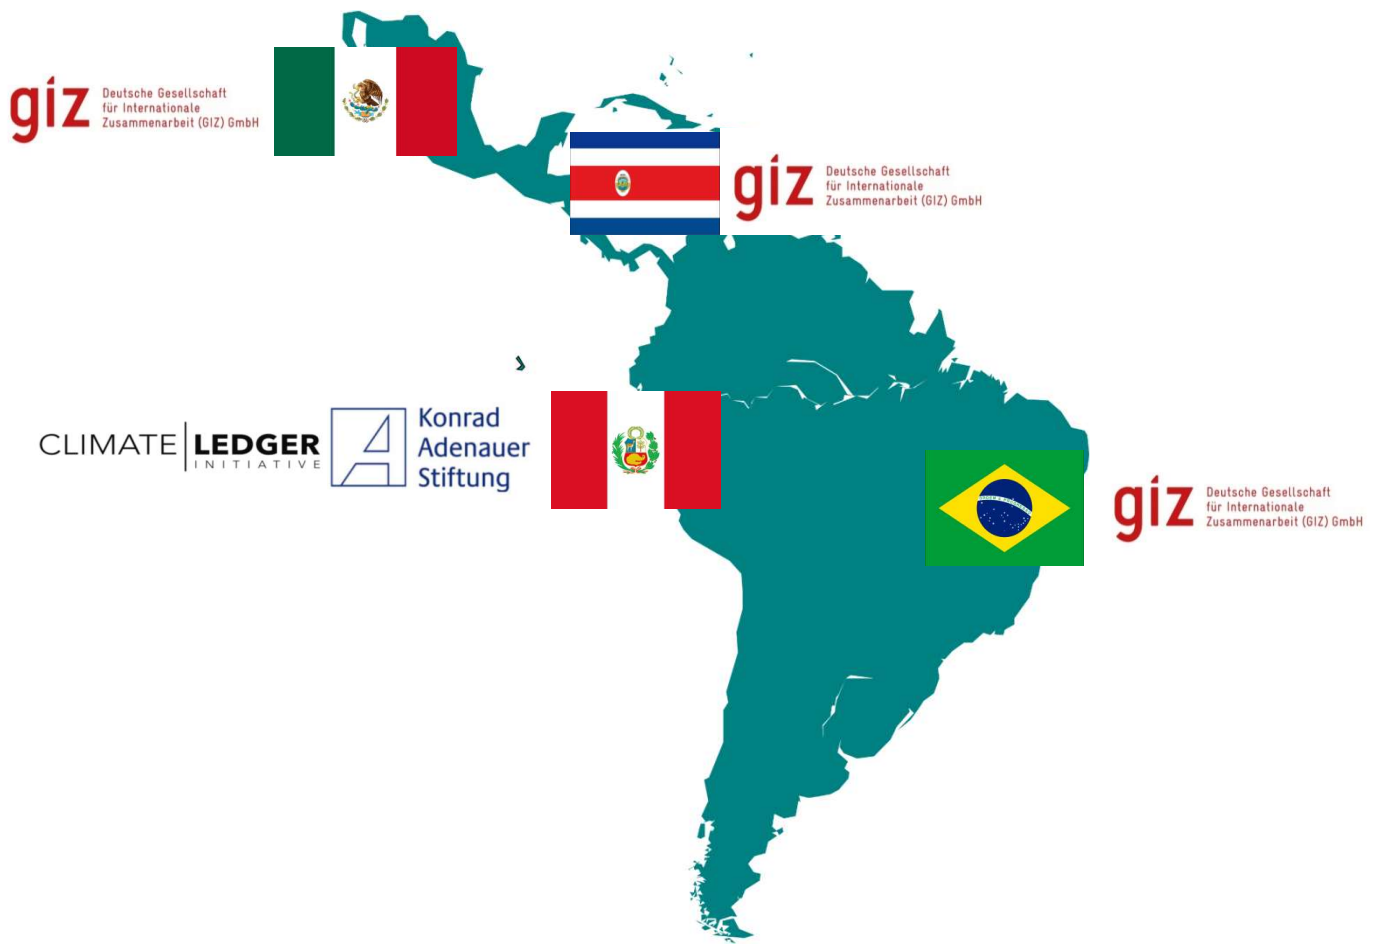 giz
Deutsche Gesellschaft
für Internationale
Zusammenarbeit (GIZ) GmbH
giz
Deutsche Gesellschaft
für Internationale
Zusammenarbeit (GIZ) GmbH
CLIMATE LEDGER
INITIATIVE
Konrad
Adenauer
Stiftung
giz
Deutsche Gesellschaft
für Internationale
Zusammenarbeit (GIZ) GmbH